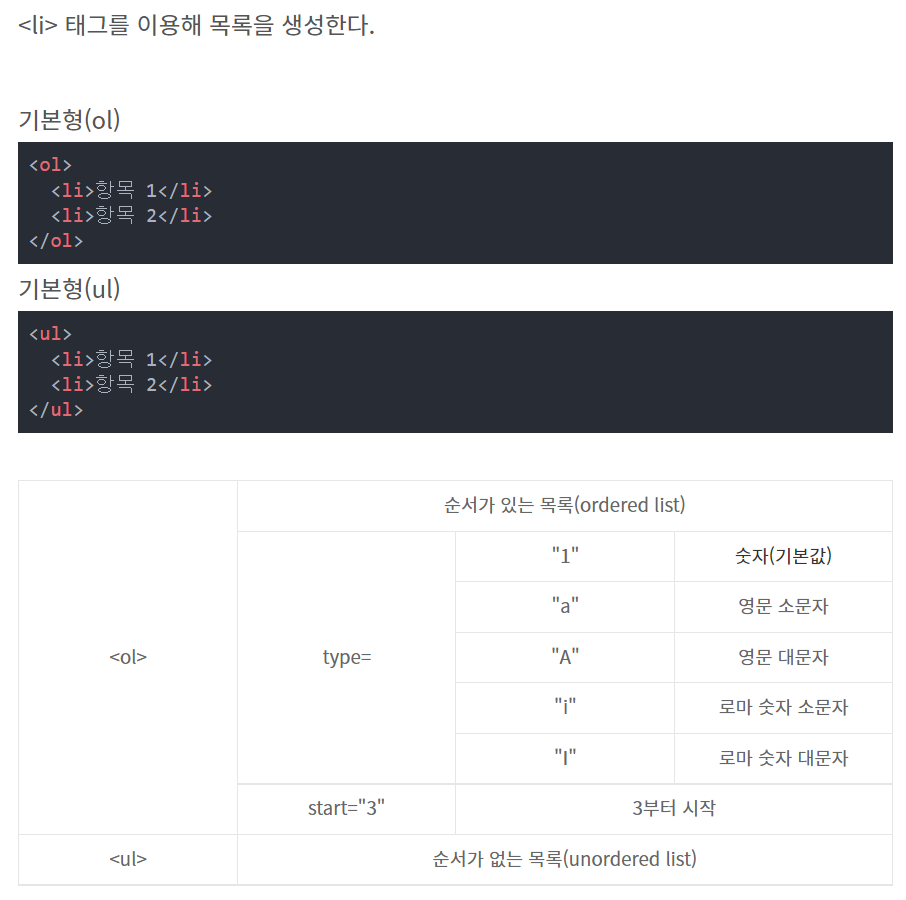 <li> 태그를 이용해 목록을 생성한다.
기본형(ol)
<ol>
  <li>항목 1</li>
  <li>항목 2</li>
</ol>
기본형(ul)
<ul>
  <li>항목 1</li>
  <li>항목 2</li>
</ul>
순서가 있는 목록(ordered list)
"1" 숫자(기본값)
"a" 영문 소문자
<ol> type= "A" 영문 대문자
"i" 로마 숫자 소문자
"I" 로마 숫자 대문자
start="3" 3부터 시작
<ul> 순서가 없는 목록(unordered list)